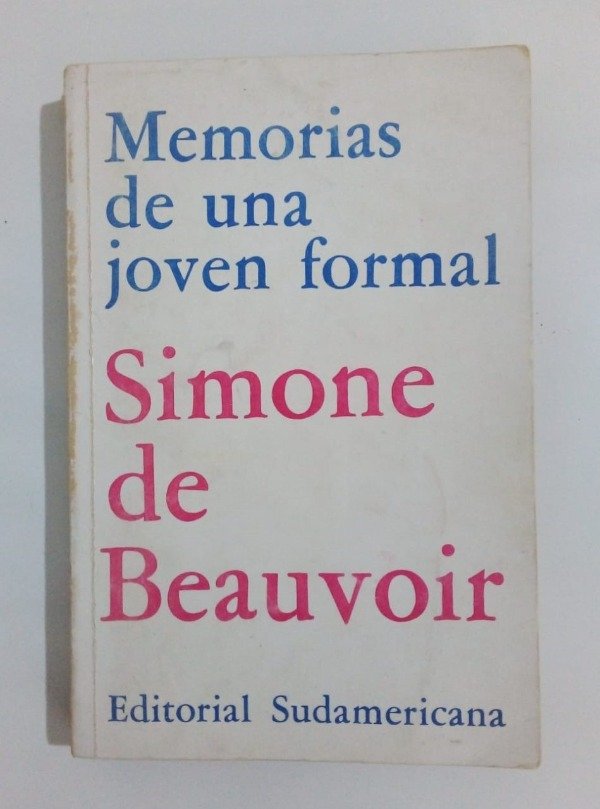 Memorias
de una
joven formal
Simone
de
Beauvoir
Editorial Sudamericana